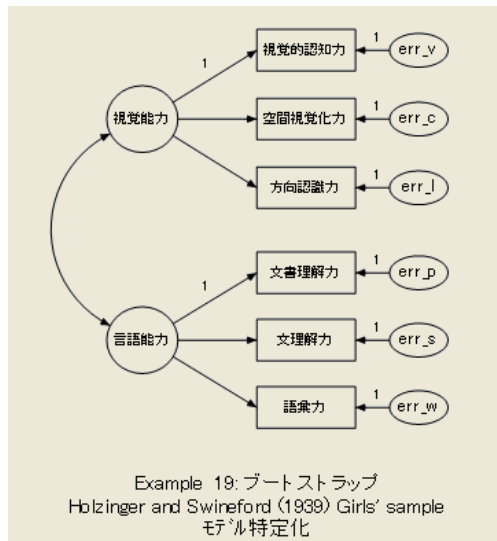 1
視覚的認知力
1
err_v
視覚能力
空間視覚化力
1
err_c
方向認識力
1
err_l
1
文書理解力
1
err_p
言語能力
文理解力
1
err_s
語彙力
1
err_w
Example 19: ブートストラップ
Holzinger and Swineford (1939) Girls' sample
モデル特定化